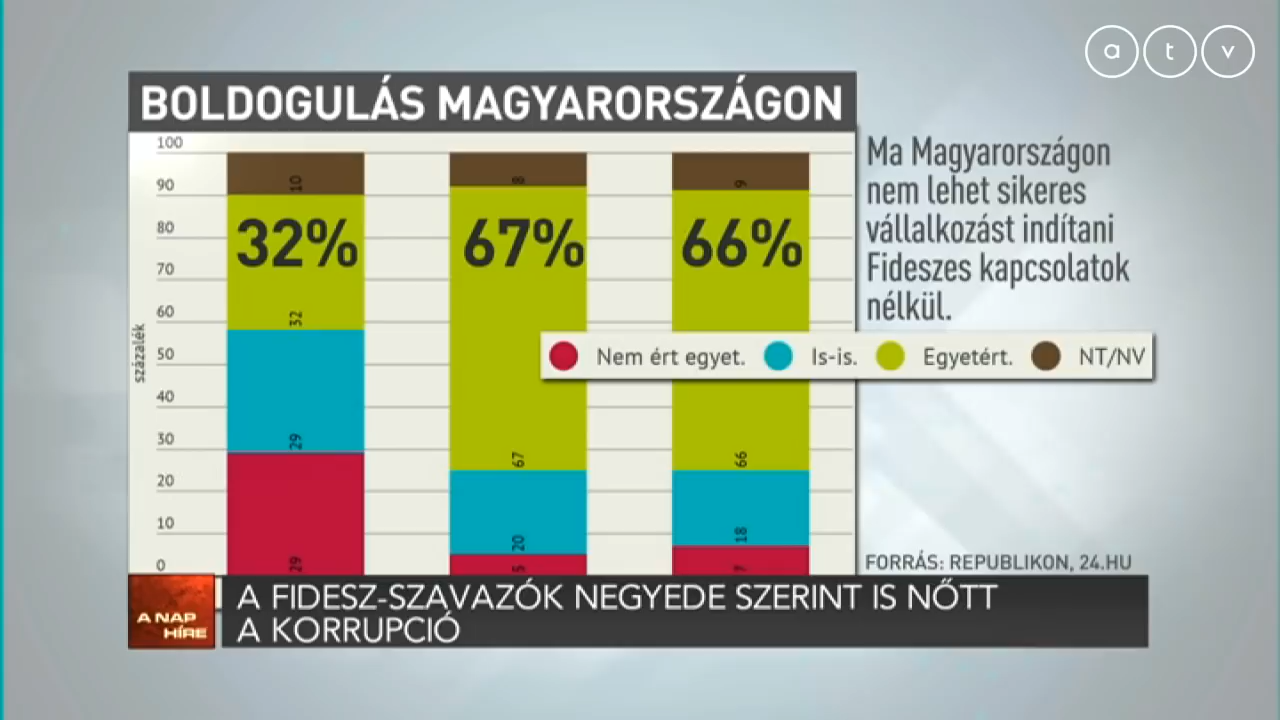 a t v
BOLDOGULÁS MAGYARORSZÁGON
Ma Magyarországon
nem lehet sikeres
vállalkozást indítani
Fideszes kapcsolatok
nélkül.
százalék
100
90
80
70
60
50
40
30
20
10
0
10
32%
32
29
29
8
67%
67
20
5
9
66%
66
18
7
Nem ért egyet. Is-is. Egyetért. NT/NV
FORRÁS: REPUBLIKON, 24.HU
A NAP
HÍRE
A FIDESZ-SZAVAZÓK NEGYEDE SZERINT IS NŐTT
A KORRUPCIÓ